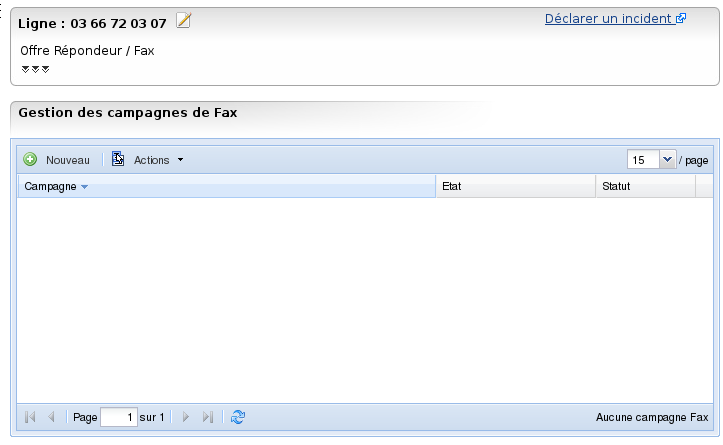 Ligne : 03 66 72 03 07
Déclarer un incident
Offre Répondeur / Fax
Gestion des campagnes de Fax
Nouveau Actions 15 / page
Campagne Etat Statut
Page 1 sur 1 Aucune campagne Fax